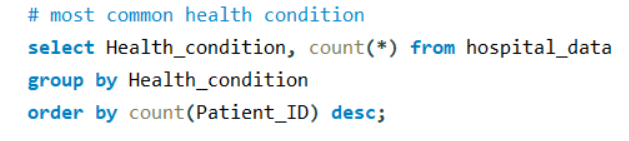 # most common health condition
select Health_condition, count(*) from hospital_data
group by Health_condition
order by count(Patient_ID) desc;